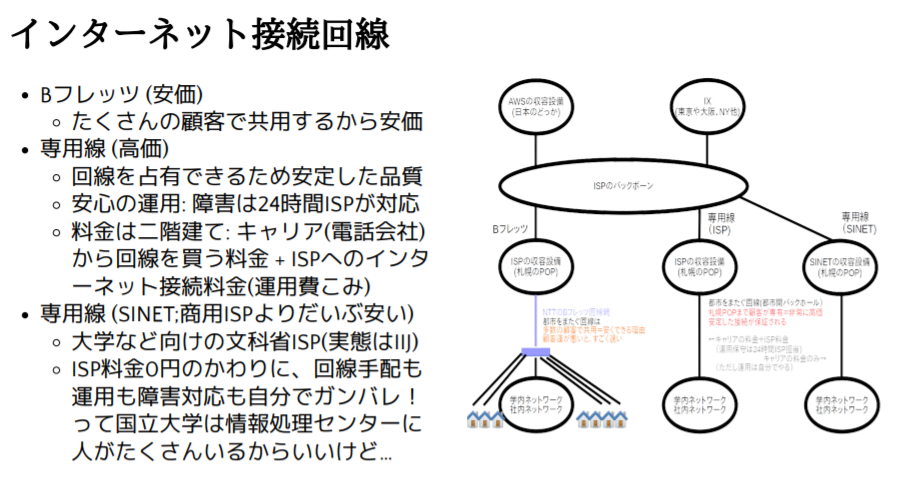 インターネット接続回線
• Bフレッツ (安価)
◦ たくさんの顧客で共用するから安価
• 専用線 (高価)
◦ 回線を占有できるため安定した品質
◦ 安心の運用: 障害は24時間ISPが対応
◦ 料金は二階建て: キャリア(電話会社)
から回線を買う料金 + ISPへのインタ
ーネット接続料金(運用費こみ)
• 専用線 (SINET;商用ISPよりだいぶ安い)
◦ 大学など向けの文科省ISP(実態はIIJ)
◦ ISP料金0円のかわりに、回線手配も
運用も障害対応も自分でガンバレ！
って国立大学は情報処理センターに
人がたくさんいるからいいけど...
AWSの収容設備
(日本のどっか)
IX
(東京や大阪、NY他)
ISPのバックボーン
Bフレッツ
専用線
(ISP)
専用線
(SINET)
ISPの収容設備
(札幌のPOP)
ISPの収容設備
(札幌のPOP)
SINETの収容設備
(札幌のPOP)
NTTのBフレッツ回線網
都市をまたぐ回線は
多数の顧客で共用=安くできる理由
顧客運が悪いと、すごく遅い
都市をまたぐ回線(都市間バックホール)
札幌POPまで顧客が専有=非常に高価
安定した接続が保証される
←キャリアの料金+ISP料金
(運用保守は24時間ISP担当)
キャリアの料金のみ→
(ただし運用は自分でやる)
学内ネットワーク
社内ネットワーク
学内ネットワーク
社内ネットワーク
学内ネットワーク
社内ネットワーク